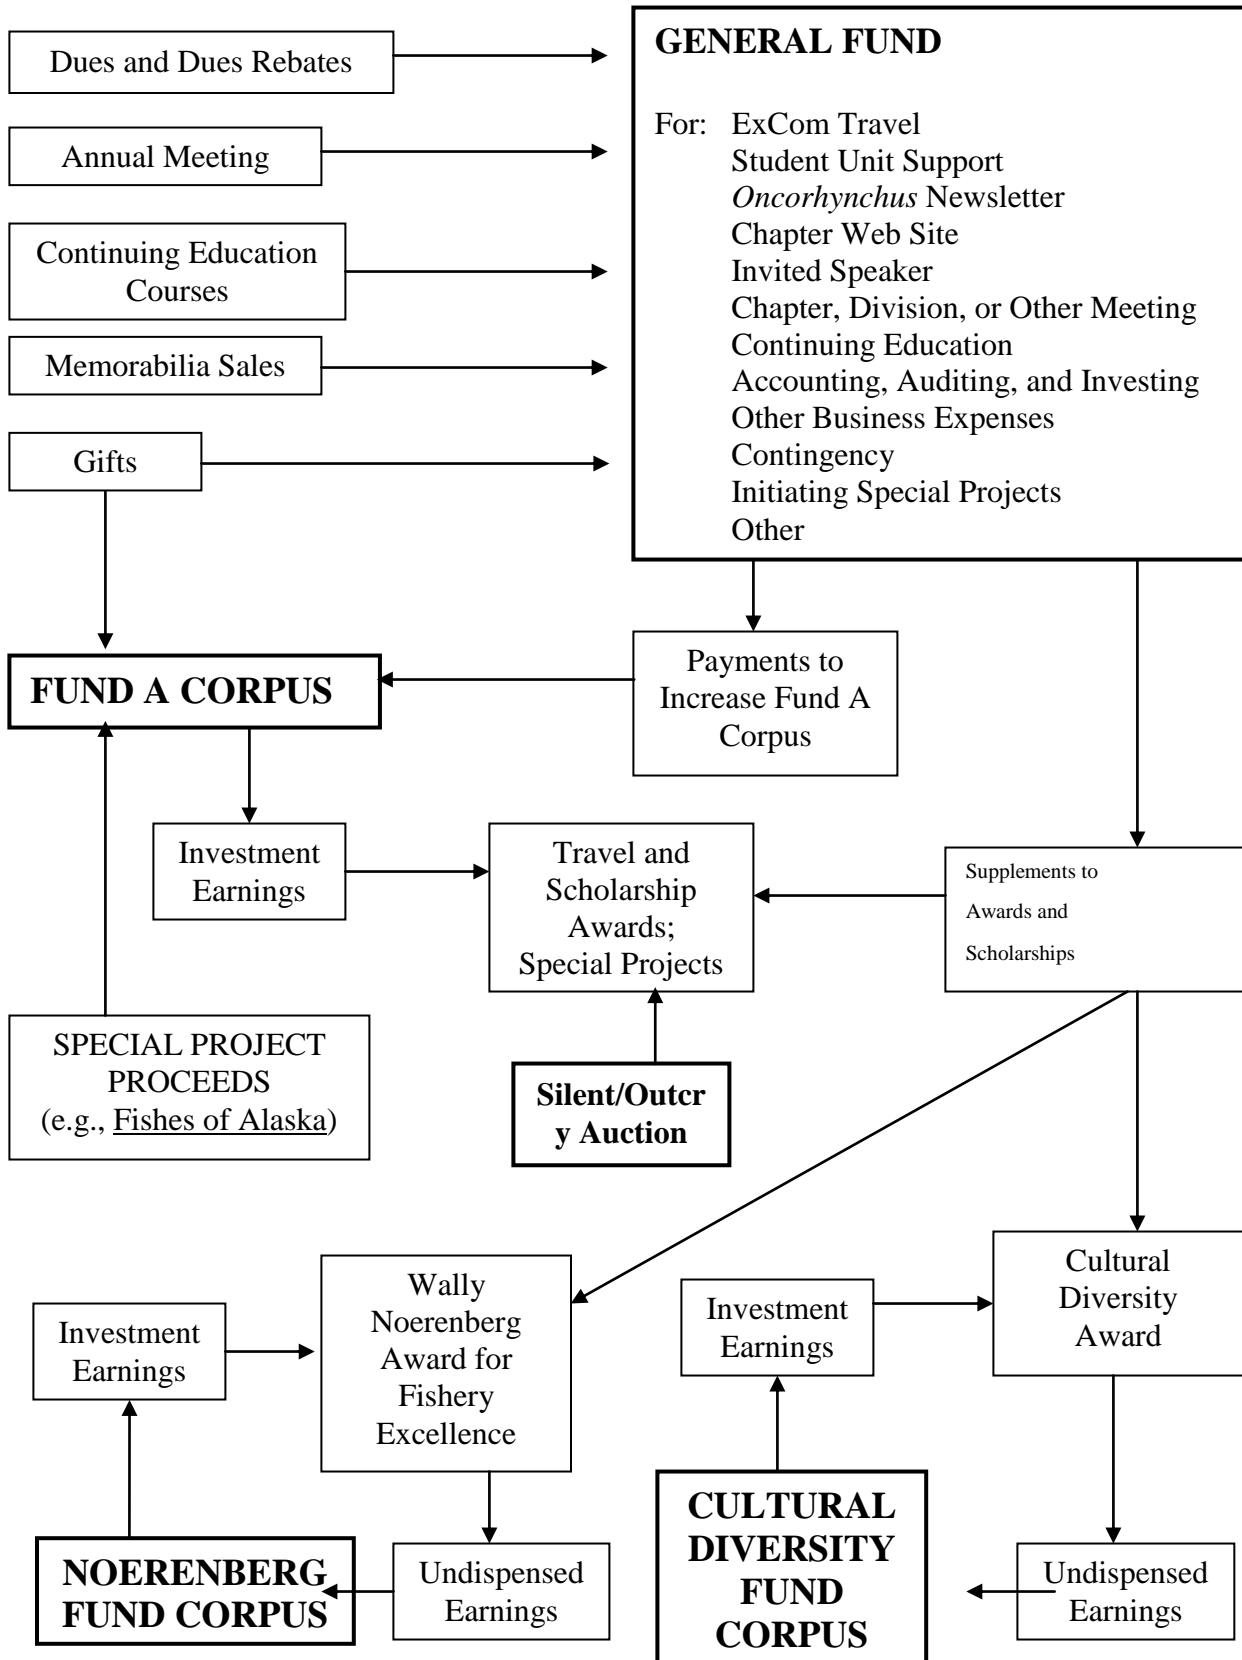 Dues and Dues Rebates
Annual Meeting
Continuing Education
Courses
Memorabilia Sales
Gifts
GENERAL FUND
For: ExCom Travel
Student Unit Support
Oncorhynchus Newsletter
Chapter Web Site
Invited Speaker
Chapter, Division, or Other Meeting
Continuing Education
Accounting, Auditing, and Investing
Other Business Expenses
Contingency
Initiating Special Projects
Other
FUND A CORPUS
Payments to
Increase Fund A
Corpus
Investment
Earnings
Travel and
Scholarship
Awards;
Special Projects
Supplements to
Awards and
Scholarships
SPECIAL PROJECT
PROCEEDS
(e.g., Fishes of Alaska)
Silent/Outcr
y Auction
Investment
Earnings
Wally
Noerenberg
Award for
Fishery
Excellence
Investment
Earnings
Cultural
Diversity
Award
NOERENBERG
FUND CORPUS
Undispensed
Earnings
CULTURAL
DIVERSITY
FUND
CORPUS
Undispensed
Earnings